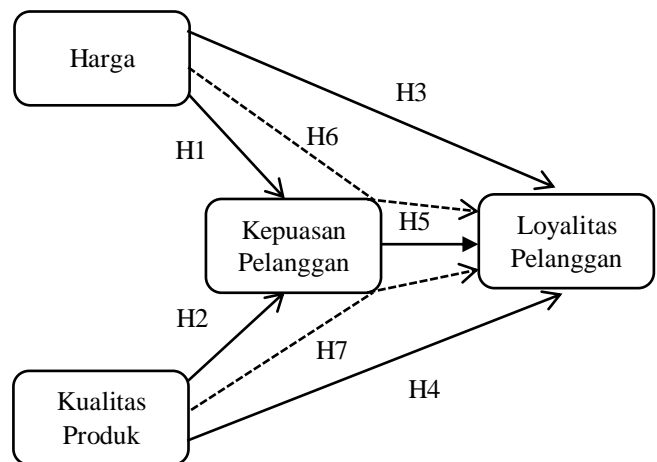 Harga
H3
H6
H1
Kepuasan
Pelanggan
H5
Loyalitas
Pelanggan
H2
H7
H4
Kualitas
Produk